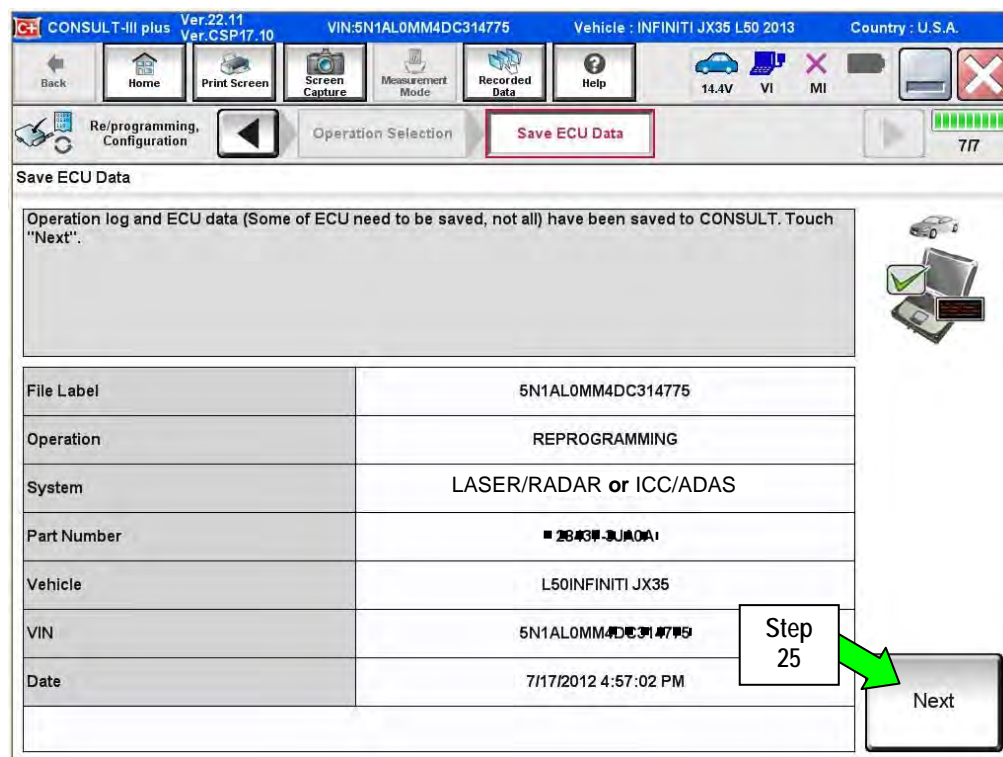 C+ CONSULT-III plus Ver.22.11
Ver.CSP17.10
VIN:5N1AL0MM4DC314775
Vehicle : INFINITI JX35 L50 2013
Country : U.S.A.
Back
Home
Print Screen
Screen
Capture
Measurement
Mode
Recorded
Data
Help
14.4V
VI
MI
Re/programming,
Configuration
Operation Selection
Save ECU Data
7/7
Save ECU Data
Operation log and ECU data (Some of ECU need to be saved, not all) have been saved to CONSULT. Touch
"Next".
File Label 5N1AL0MM4DC314775
Operation REPROGRAMMING
System LASER/RADAR or ICC/ADAS
Part Number
Vehicle L50INFINITI JX35
VIN
Date 7/17/2012 4:57:02 PM
Step
25
Next